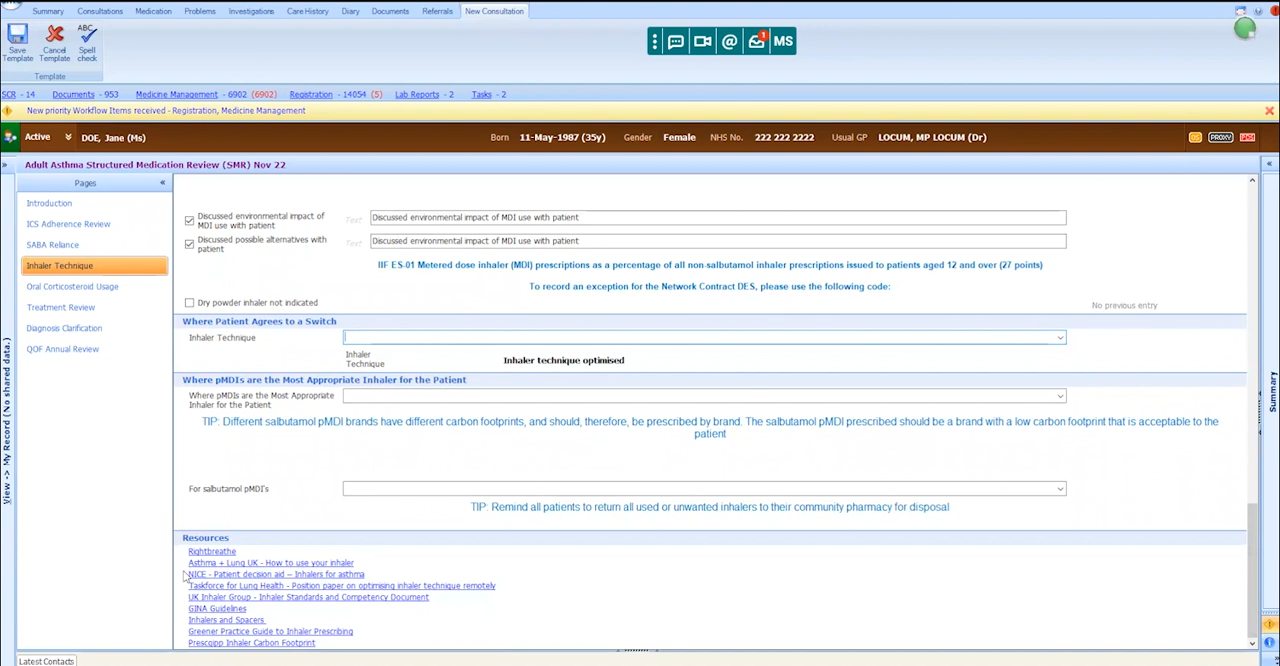 Summary Consultations Medication Problems Investigations Care History Diary Documents Referrals New Consultation
ABC
Save Template
Cancel Template
Spell check
Template
1
MS
SCR - 14 Documents - 953 Medicine Management - 6902 (6902) Registration - 14054 (5) Lab Reports - 2 Tasks - 2
New priority Workflow Items received - Registration, Medicine Management
Active DOE, Jane (Ms) Born 11-May-1987 (35y) Gender Female NHS No. 222 222 2222 Usual GP LOCUM, MP LOCUM (Dr) PROXY
Adult Asthma Structured Medication Review (SMR) Nov 22
Pages
Introduction
ICS Adherence Review
SABA Reliance
Inhaler Technique
Oral Corticosteroid Usage
Treatment Review
Diagnosis Clarification
QOF Annual Review
View -> My Record (No shared data.)
Discussed environmental impact of
MDI use with patient
Text Discussed environmental impact of MDI use with patient
Discussed possible alternatives with
patient
Text Discussed environmental impact of MDI use with patient
IIF ES-01 Metered dose inhaler (MDI) prescriptions as a percentage of all non-salbutamol inhaler prescriptions issued to patients aged 12 and over (27 points)
To record an exception for the Network Contract DES, please use the following code:
Dry powder inhaler not indicated
No previous entry
Where Patient Agrees to a Switch
Inhaler Technique
Inhaler
Technique
Inhaler technique optimised
Where pMDIs are the Most Appropriate Inhaler for the Patient
Where pMDIs are the Most Appropriate
Inhaler for the Patient
TIP: Different salbutamol pMDI brands have different carbon footprints, and should, therefore, be prescribed by brand. The salbutamol pMDI prescribed should be a brand with a low carbon footprint that is acceptable to the
patient
For salbutamol pMDI's
TIP: Remind all patients to return all used or unwanted inhalers to their community pharmacy for disposal
Resources
Rightbreathe
Asthma + Lung UK - How to use your inhaler
NICE - Patient decision aid – Inhalers for asthma
Taskforce for Lung Health - Position paper on optimising inhaler technique remotely
UK Inhaler Group - Inhaler Standards and Competency Document
GINA Guidelines
Inhalers and Spacers
Greener Practice Guide to Inhaler Prescribing
Prescqipp Inhaler Carbon Footprint
Summary
Latest Contacts